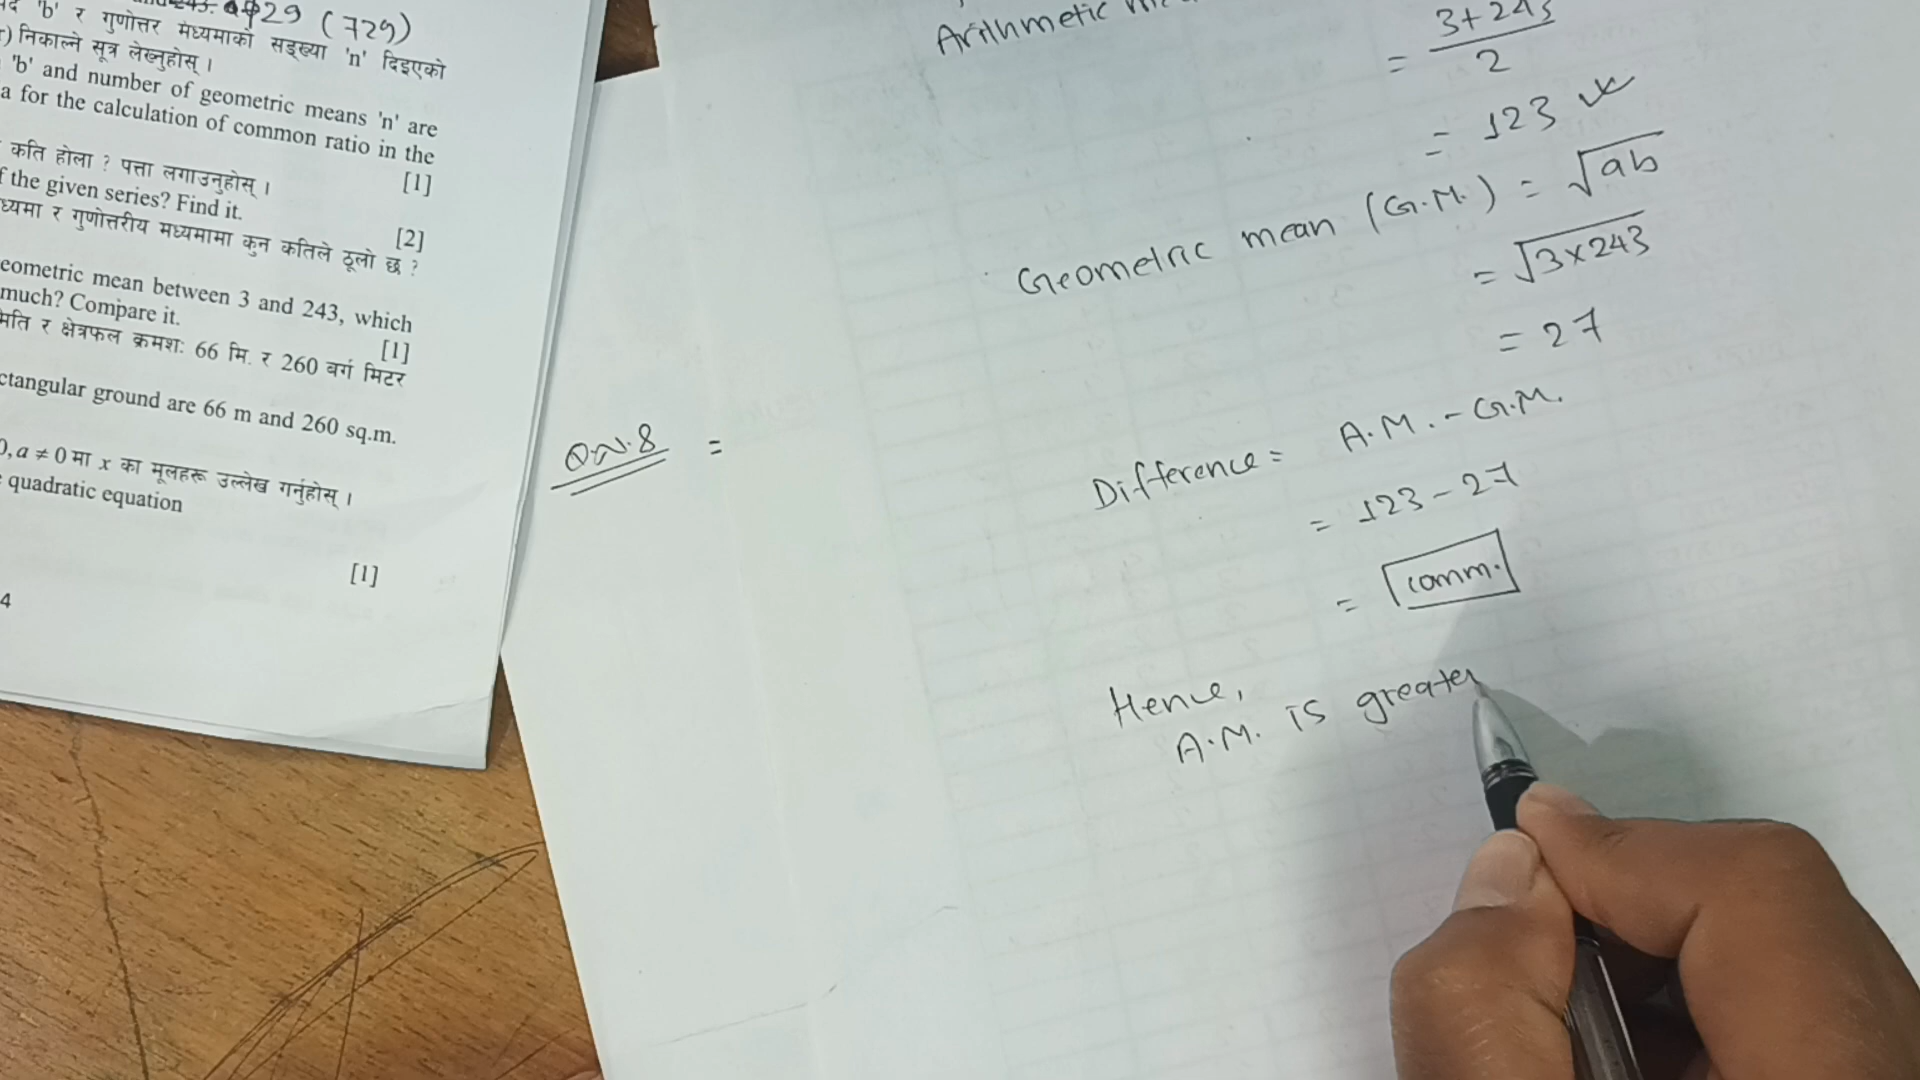 729 (729)
'b' र गुणोत्तर मध्यमाको सङ्ख्या 'n' दिइएको
निकाल्ने सूत्र लेख्नुहोस् ।
'b' and number of geometric means 'n' are
a for the calculation of common ratio in the
[1]
कति होला ? पत्ता लगाउनुहोस् ।
f the given series? Find it.
[2]
ध्यमा र गुणोत्तरीय मध्यमामा कुन कतिले ठूलो छ ?
eometric mean between 3 and 243, which
much? Compare it.
[1]
मिति र क्षेत्रफल क्रमशः 66 मि. र 260 वर्ग मिटर
ctangular ground are 66 m and 260 sq.m.
0, a ≠ 0 मा x का मूलहरू उल्लेख गर्नुहोस् ।
quadratic equation
[1]
4
Q.N.8 =
Arithmetic
= 3+243 / 2
= 123
Geometric mean (G.M.) = √ab
= √3×243
= 27
Difference = A.M. - G.M.
= 123 - 27
= comm.
Hence,
A.M. is greater